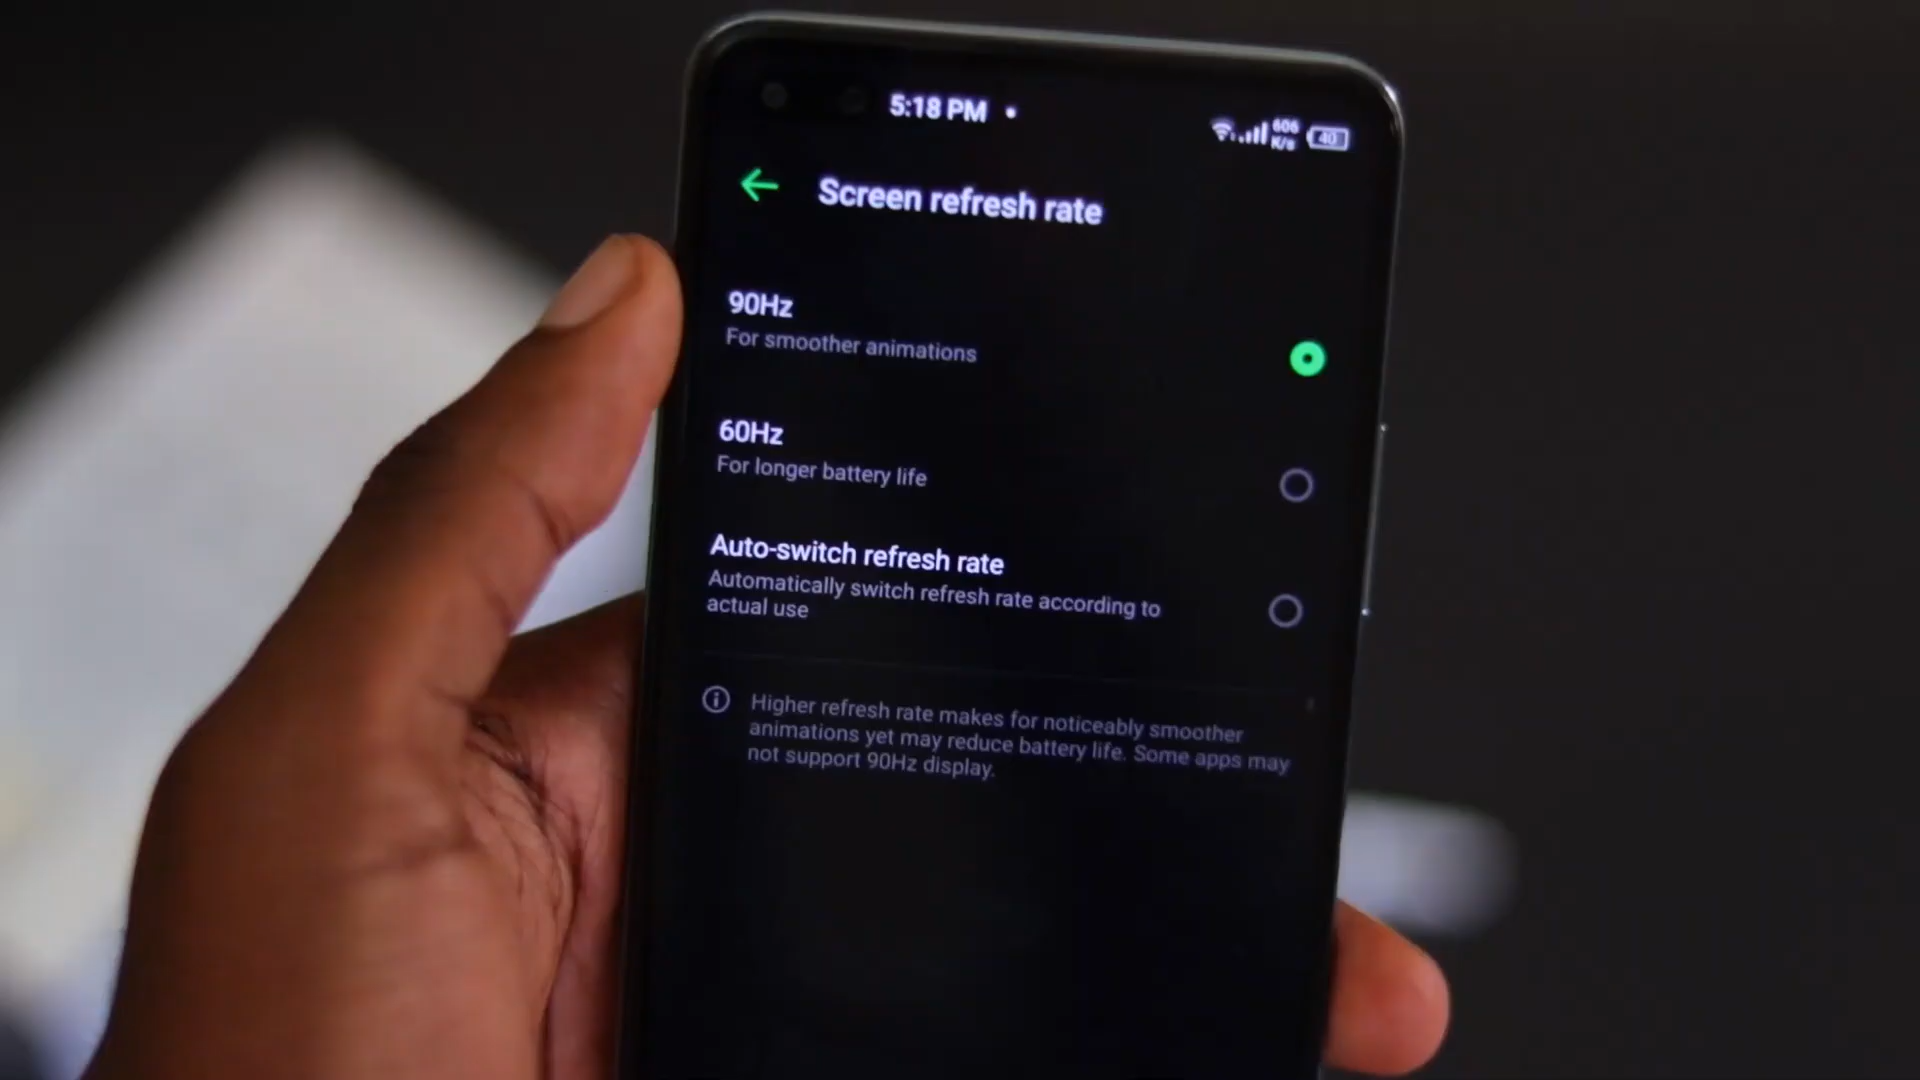 5:18 PM
606
K/s
40
Screen refresh rate
90Hz
For smoother animations
60Hz
For longer battery life
Auto-switch refresh rate
Automatically switch refresh rate according to
actual use
Higher refresh rate makes for noticeably smoother
animations yet may reduce battery life. Some apps may
not support 90Hz display.